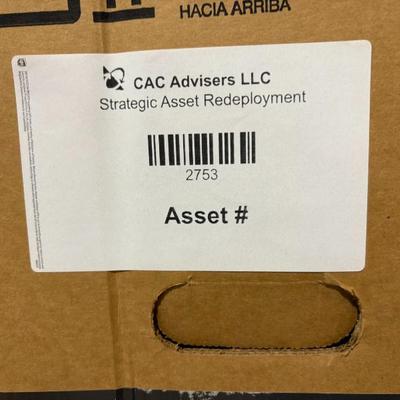 HACIA ARRIBA
CAC Advisers LLC
Strategic Asset Redeployment
2753
Asset #